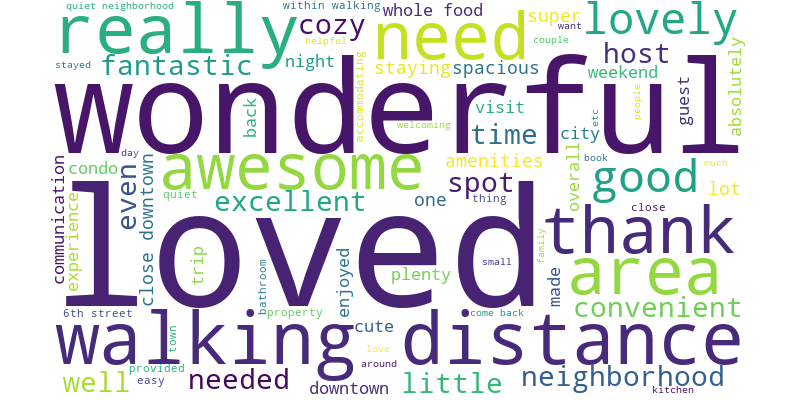 quiet neighborhood
within walking
whole food
super
lovely
really
cozy
need
want
helpful
couple
host
stayed
fantastic
night
staying
spacious
weekend
absolutely
wonderful
accommodating
back
visit
guest
people
etc
welcoming
time
city
day
awesome
amenities
book
much
communication
condo
close downtown
even
quiet
excellent
one
spot
thing
good
overall
lot
experience
loved
close
thank
trip
bathroom
enjoyed
plenty
small
family
made
area
6th street
property
come back
convenient
walking distance
town
cute
love
around
provided
well
easy
needed
downtown
little
neighborhood
kitchen